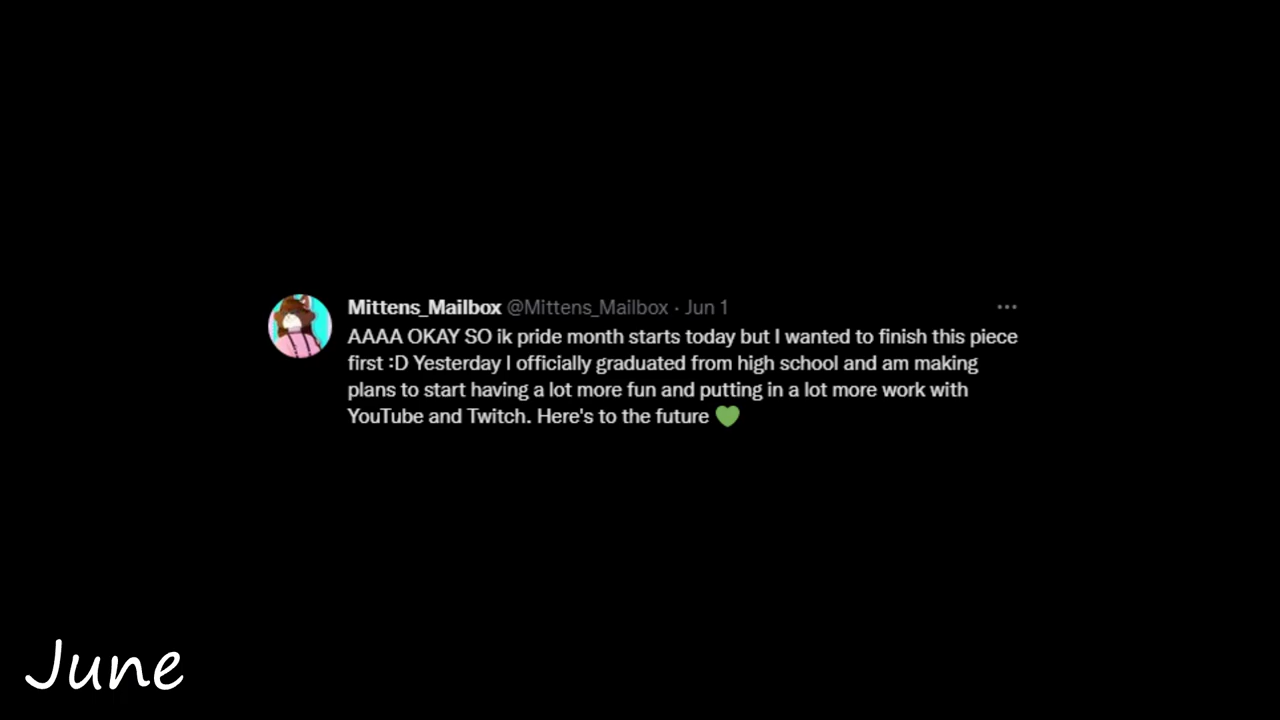 Mittens_Mailbox @Mittens_Mailbox · Jun 1
AAAA OKAY SO ik pride month starts today but I wanted to finish this piece
first :D Yesterday I officially graduated from high school and am making
plans to start having a lot more fun and putting in a lot more work with
YouTube and Twitch. Here's to the future 💚
June